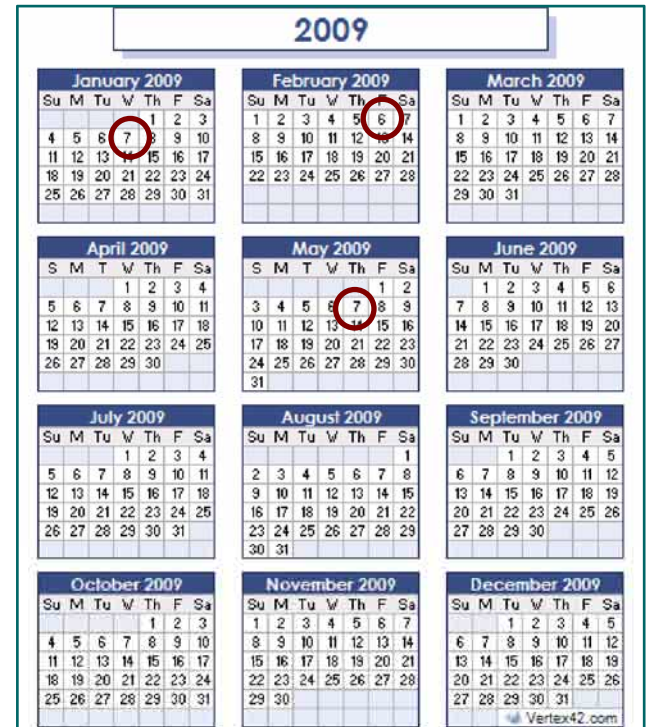 2009
January 2009
Su M Tu W Th F Sa
1 2 3
4 5 6 7 8 9 10
11 12 13 14 15 16 17
18 19 20 21 22 23 24
25 26 27 28 29 30 31
February 2009
Su M Tu W Th F Sa
1 2 3 4 5 6 7
8 9 10 11 12 13 14
15 16 17 18 19 20 21
22 23 24 25 26 27 28
March 2009
Su M Tu W Th F Sa
1 2 3 4 5 6 7
8 9 10 11 12 13 14
15 16 17 18 19 20 21
22 23 24 25 26 27 28
29 30 31
April 2009
S M T W Th F Sa
1 2 3 4
5 6 7 8 9 10 11
12 13 14 15 16 17 18
19 20 21 22 23 24 25
26 27 28 29 30
May 2009
S M T W Th F Sa
1 2
3 4 5 6 7 8 9
10 11 12 13 14 15 16
17 18 19 20 21 22 23
24 25 26 27 28 29 30
31
June 2009
Su M Tu W Th F Sa
1 2 3 4 5 6
7 8 9 10 11 12 13
14 15 16 17 18 19 20
21 22 23 24 25 26 27
28 29 30
July 2009
Su M Tu W Th F Sa
1 2 3 4
5 6 7 8 9 10 11
12 13 14 15 16 17 18
19 20 21 22 23 24 25
26 27 28 29 30 31
August 2009
Su M Tu W Th F Sa
1
2 3 4 5 6 7 8
9 10 11 12 13 14 15
16 17 18 19 20 21 22
23 24 25 26 27 28 29
30 31
September 2009
Su M Tu W Th F Sa
1 2 3 4 5
6 7 8 9 10 11 12
13 14 15 16 17 18 19
20 21 22 23 24 25 26
27 28 29 30
October 2009
Su M Tu W Th F Sa
1 2 3
4 5 6 7 8 9 10
11 12 13 14 15 16 17
18 19 20 21 22 23 24
25 26 27 28 29 30 31
November 2009
Su M Tu W Th F Sa
1 2 3 4 5 6 7
8 9 10 11 12 13 14
15 16 17 18 19 20 21
22 23 24 25 26 27 28
29 30
December 2009
Su M Tu W Th F Sa
1 2 3 4 5
6 7 8 9 10 11 12
13 14 15 16 17 18 19
20 21 22 23 24 25 26
27 28 29 30 31
Vertex42.com